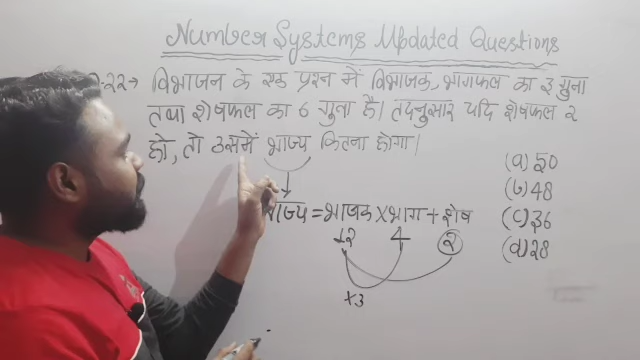 Number Systems Updated Questions
-22→ विभाजन के एक प्रश्न में विभाजक, भागफल का 3 गुना
तथा शेषफल का 6 गुना है। तदनुसार यदि शेषफल 2
हो, तो उसमें भाज्य कितना होगा।
(a) 50
(b) 48
(c) 36
(d) 28
भाज्य = भाजक × भाग + शेष
12 4 2
×3